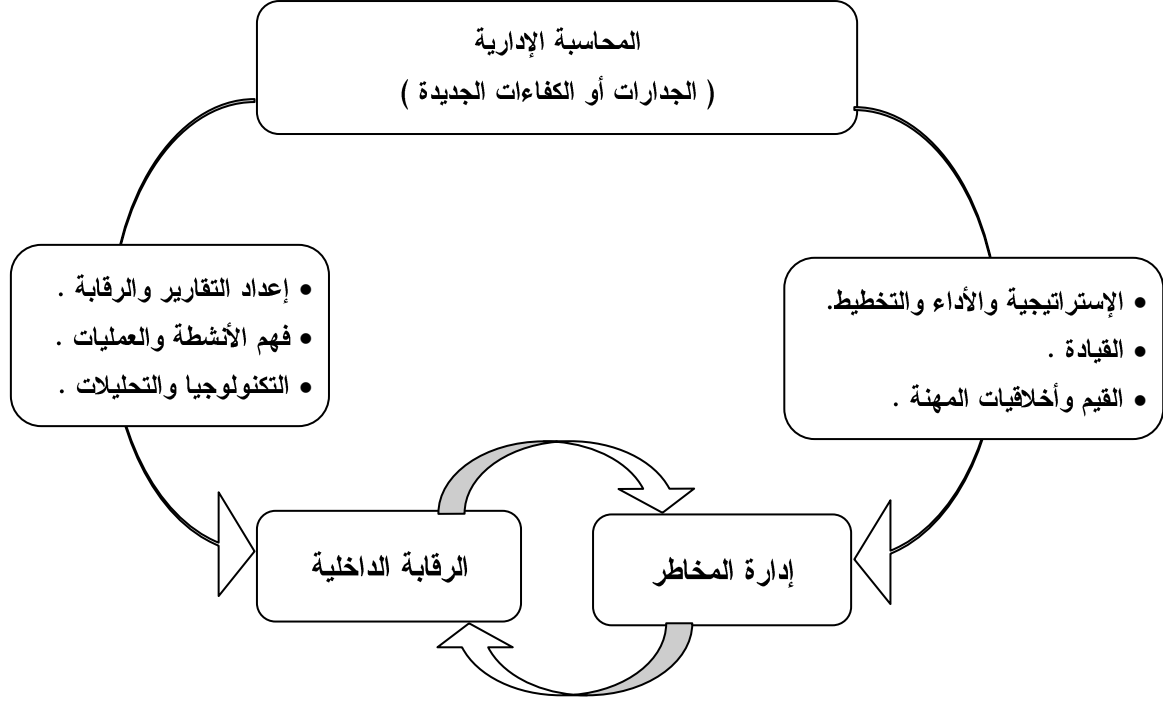 المحاسبة الإدارية
( الجدارات أو الكفاءات الجديدة )
• الإستراتيجية والأداء والتخطيط.
• القيادة .
• القيم وأخلاقيات المهنة .
• إعداد التقارير والرقابة .
• فهم الأنشطة والعمليات .
• التكنولوجيا والتحليلات .
إدارة المخاطر
الرقابة الداخلية